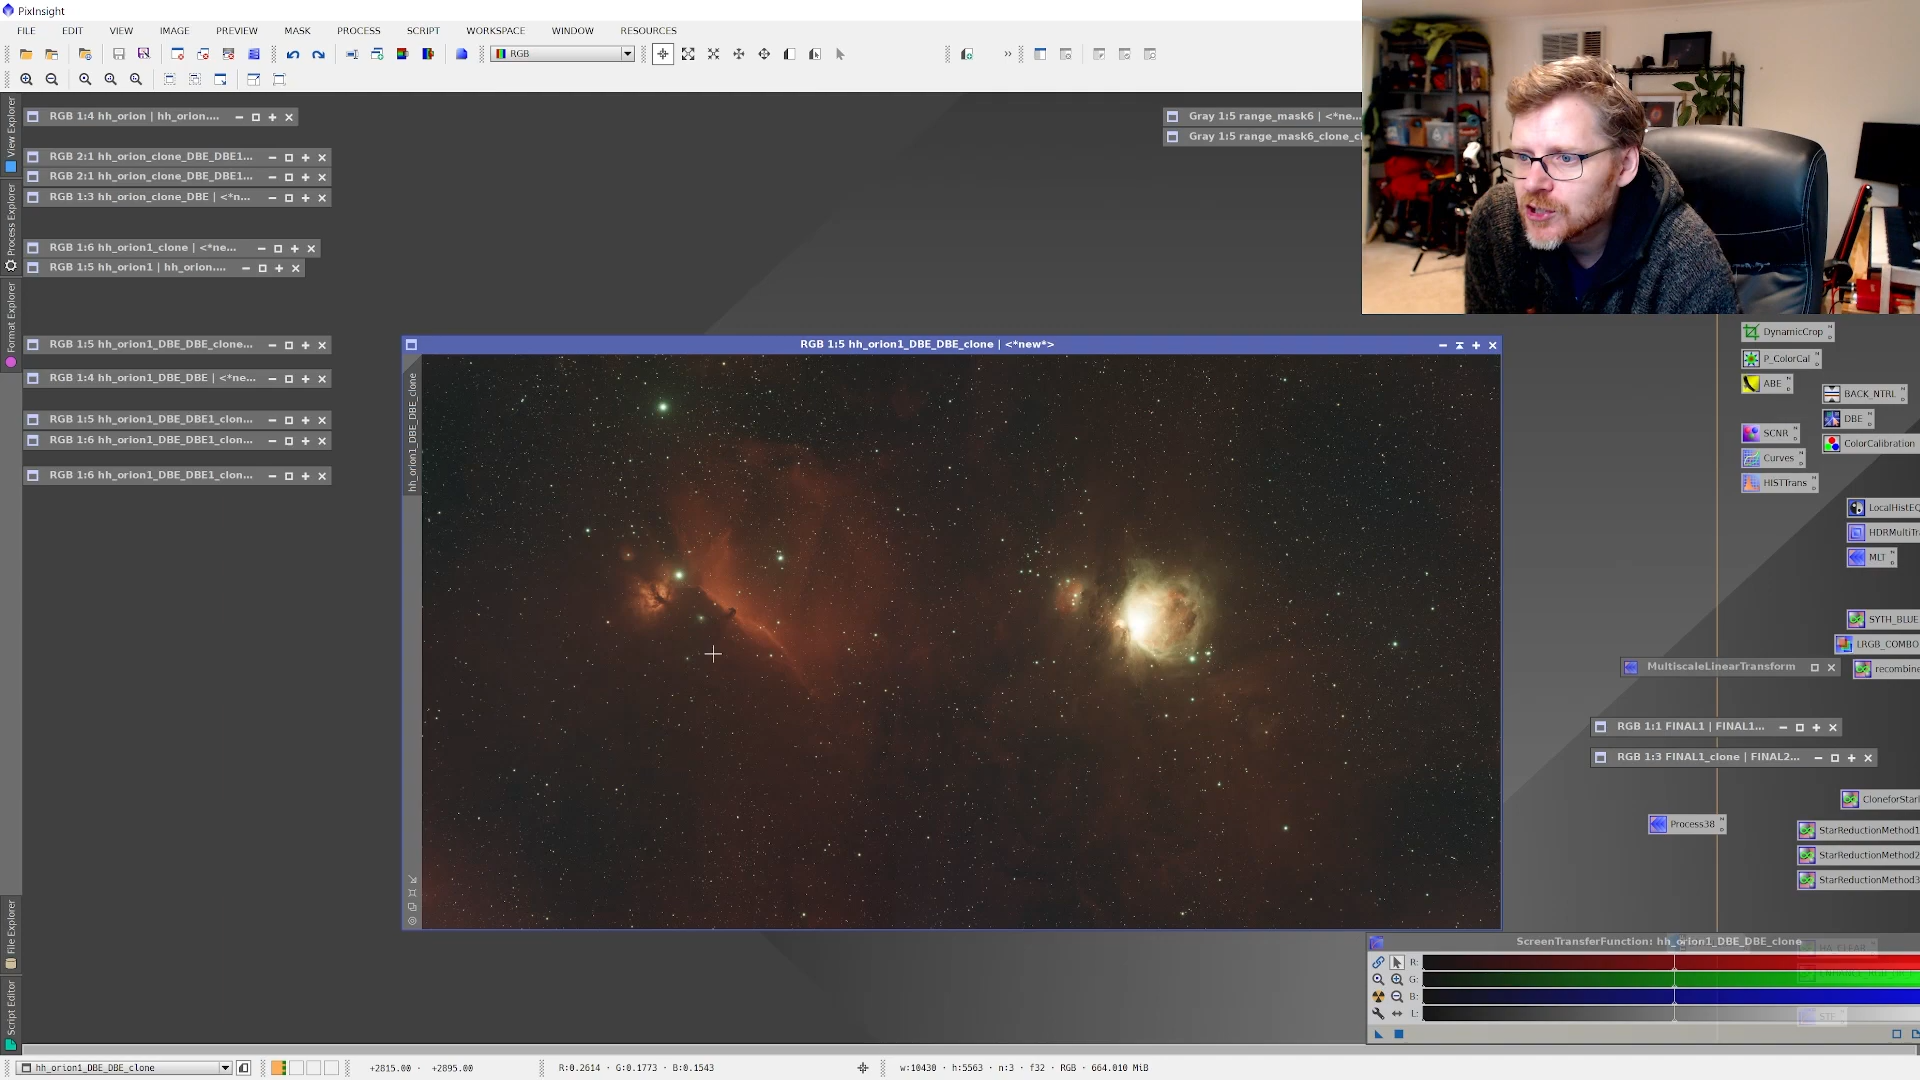 PixInsight
FILE EDIT VIEW IMAGE PREVIEW MASK PROCESS SCRIPT WORKSPACE WINDOW RESOURCES
RGB
»
View Explorer
Process Explorer
Format Explorer
File Explorer
Script Editor
RGB 1:4 hh_orion | hh_orion....
RGB 2:1 hh_orion_clone_DBE_DBE1...
RGB 2:1 hh_orion_clone_DBE_DBE1...
RGB 1:3 hh_orion_clone_DBE | <*n...
RGB 1:6 hh_orion1_clone | <*ne...
RGB 1:5 hh_orion1 | hh_orion....
RGB 1:5 hh_orion1_DBE_DBE_clone...
RGB 1:4 hh_orion1_DBE_DBE | <*ne...
RGB 1:5 hh_orion1_DBE_DBE1_clon...
RGB 1:6 hh_orion1_DBE_DBE1_clon...
RGB 1:6 hh_orion1_DBE_DBE1_clon...
Gray 1:5 range_mask6 | <*ne...
Gray 1:5 range_mask6_clone_cl
RGB 1:5 hh_orion1_DBE_DBE_clone | <*new*>
hh_orion1_DBE_DBE_clone
DynamicCrop
P_ColorCal
ABE
BACK_NTRL
DBE
SCNR
ColorCalibration
Curves
HISTTrans
LocalHistEQ
HDRMultiTr
MLT
SYTH_BLUE
LRGB_COMBO
MultiscaleLinearTransform
recombine
RGB 1:1 FINAL1 | FINAL1...
RGB 1:3 FINAL1_clone | FINAL2...
CloneforStar
Process38
StarReductionMethod1
StarReductionMethod2
StarReductionMethod3
ScreenTransferFunction: hh_orion1_DBE_DBE_clone
HA_CLEAR
R:
G:
B:
L:
STF
hh_orion1_DBE_DBE_clone
+2815.00 · +2895.00
R:0.2614 · G:0.1773 · B:0.1543
w:10430 · h:5563 · n:3 · f32 · RGB · 664.010 MiB